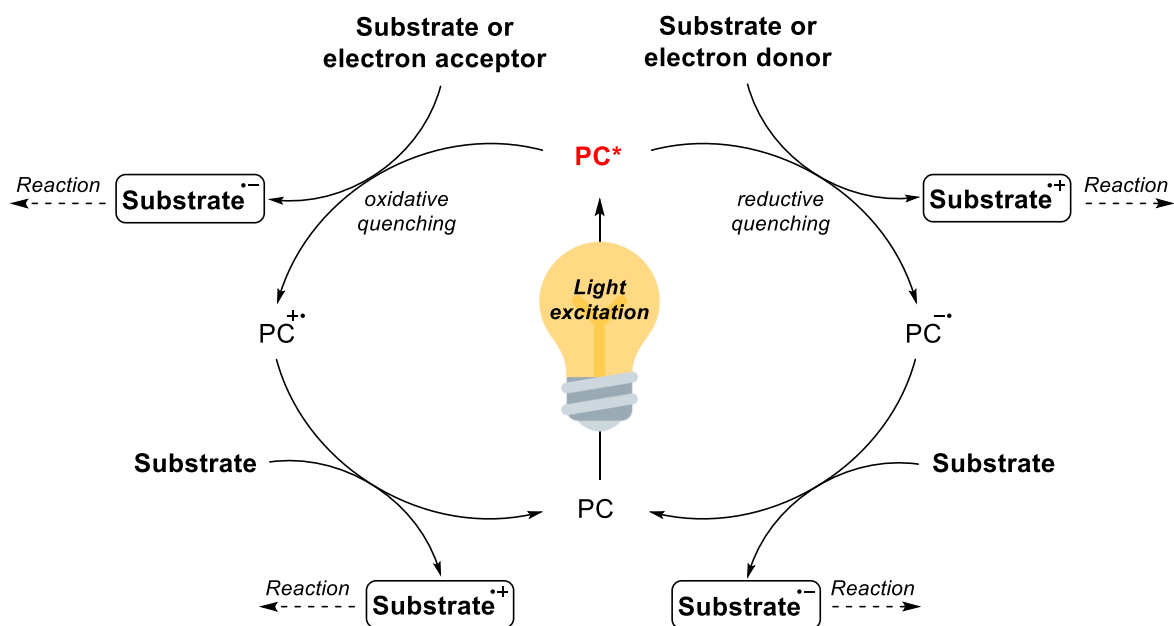 Substrate or
electron acceptor
Substrate or
electron donor
PC*
Reaction
Substrate•−
oxidative
quenching
reductive
quenching
Substrate•+
Reaction
Light
excitation
PC+•
PC−•
Substrate
Substrate
PC
Reaction
Substrate•+
Substrate•−
Reaction